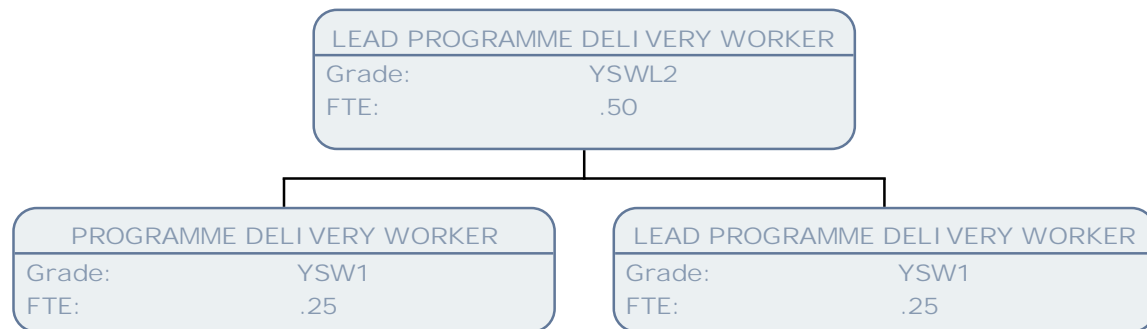 LEAD PROGRAMME DELIVERY WORKER
Grade: YSWL2
FTE: .50
PROGRAMME DELIVERY WORKER
Grade: YSW1
FTE: .25
LEAD PROGRAMME DELIVERY WORKER
Grade: YSW1
FTE: .25